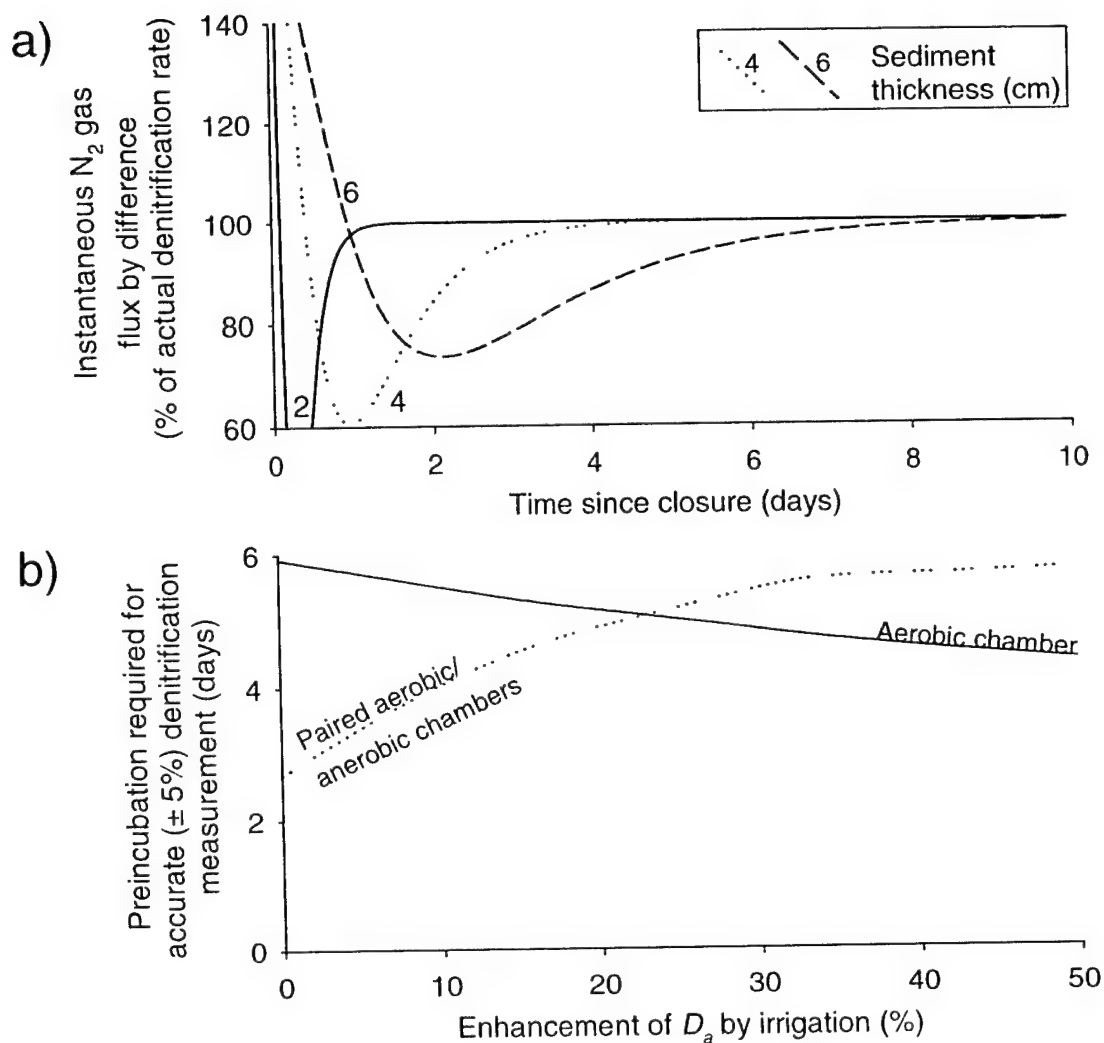 a)
Instantaneous N₂ gas
flux by difference
(% of actual denitrification rate)
140
120
100
80
60
4
6
Sediment
thickness (cm)
6
2
4
0
2
4
6
8
10
Time since closure (days)
b)
Preincubation required for
accurate (± 5%) denitrification
measurement (days)
6
4
2
0
Paired aerobic/
anerobic chambers
Aerobic chamber
0
10
20
30
40
50
Enhancement of Dₐ by irrigation (%)